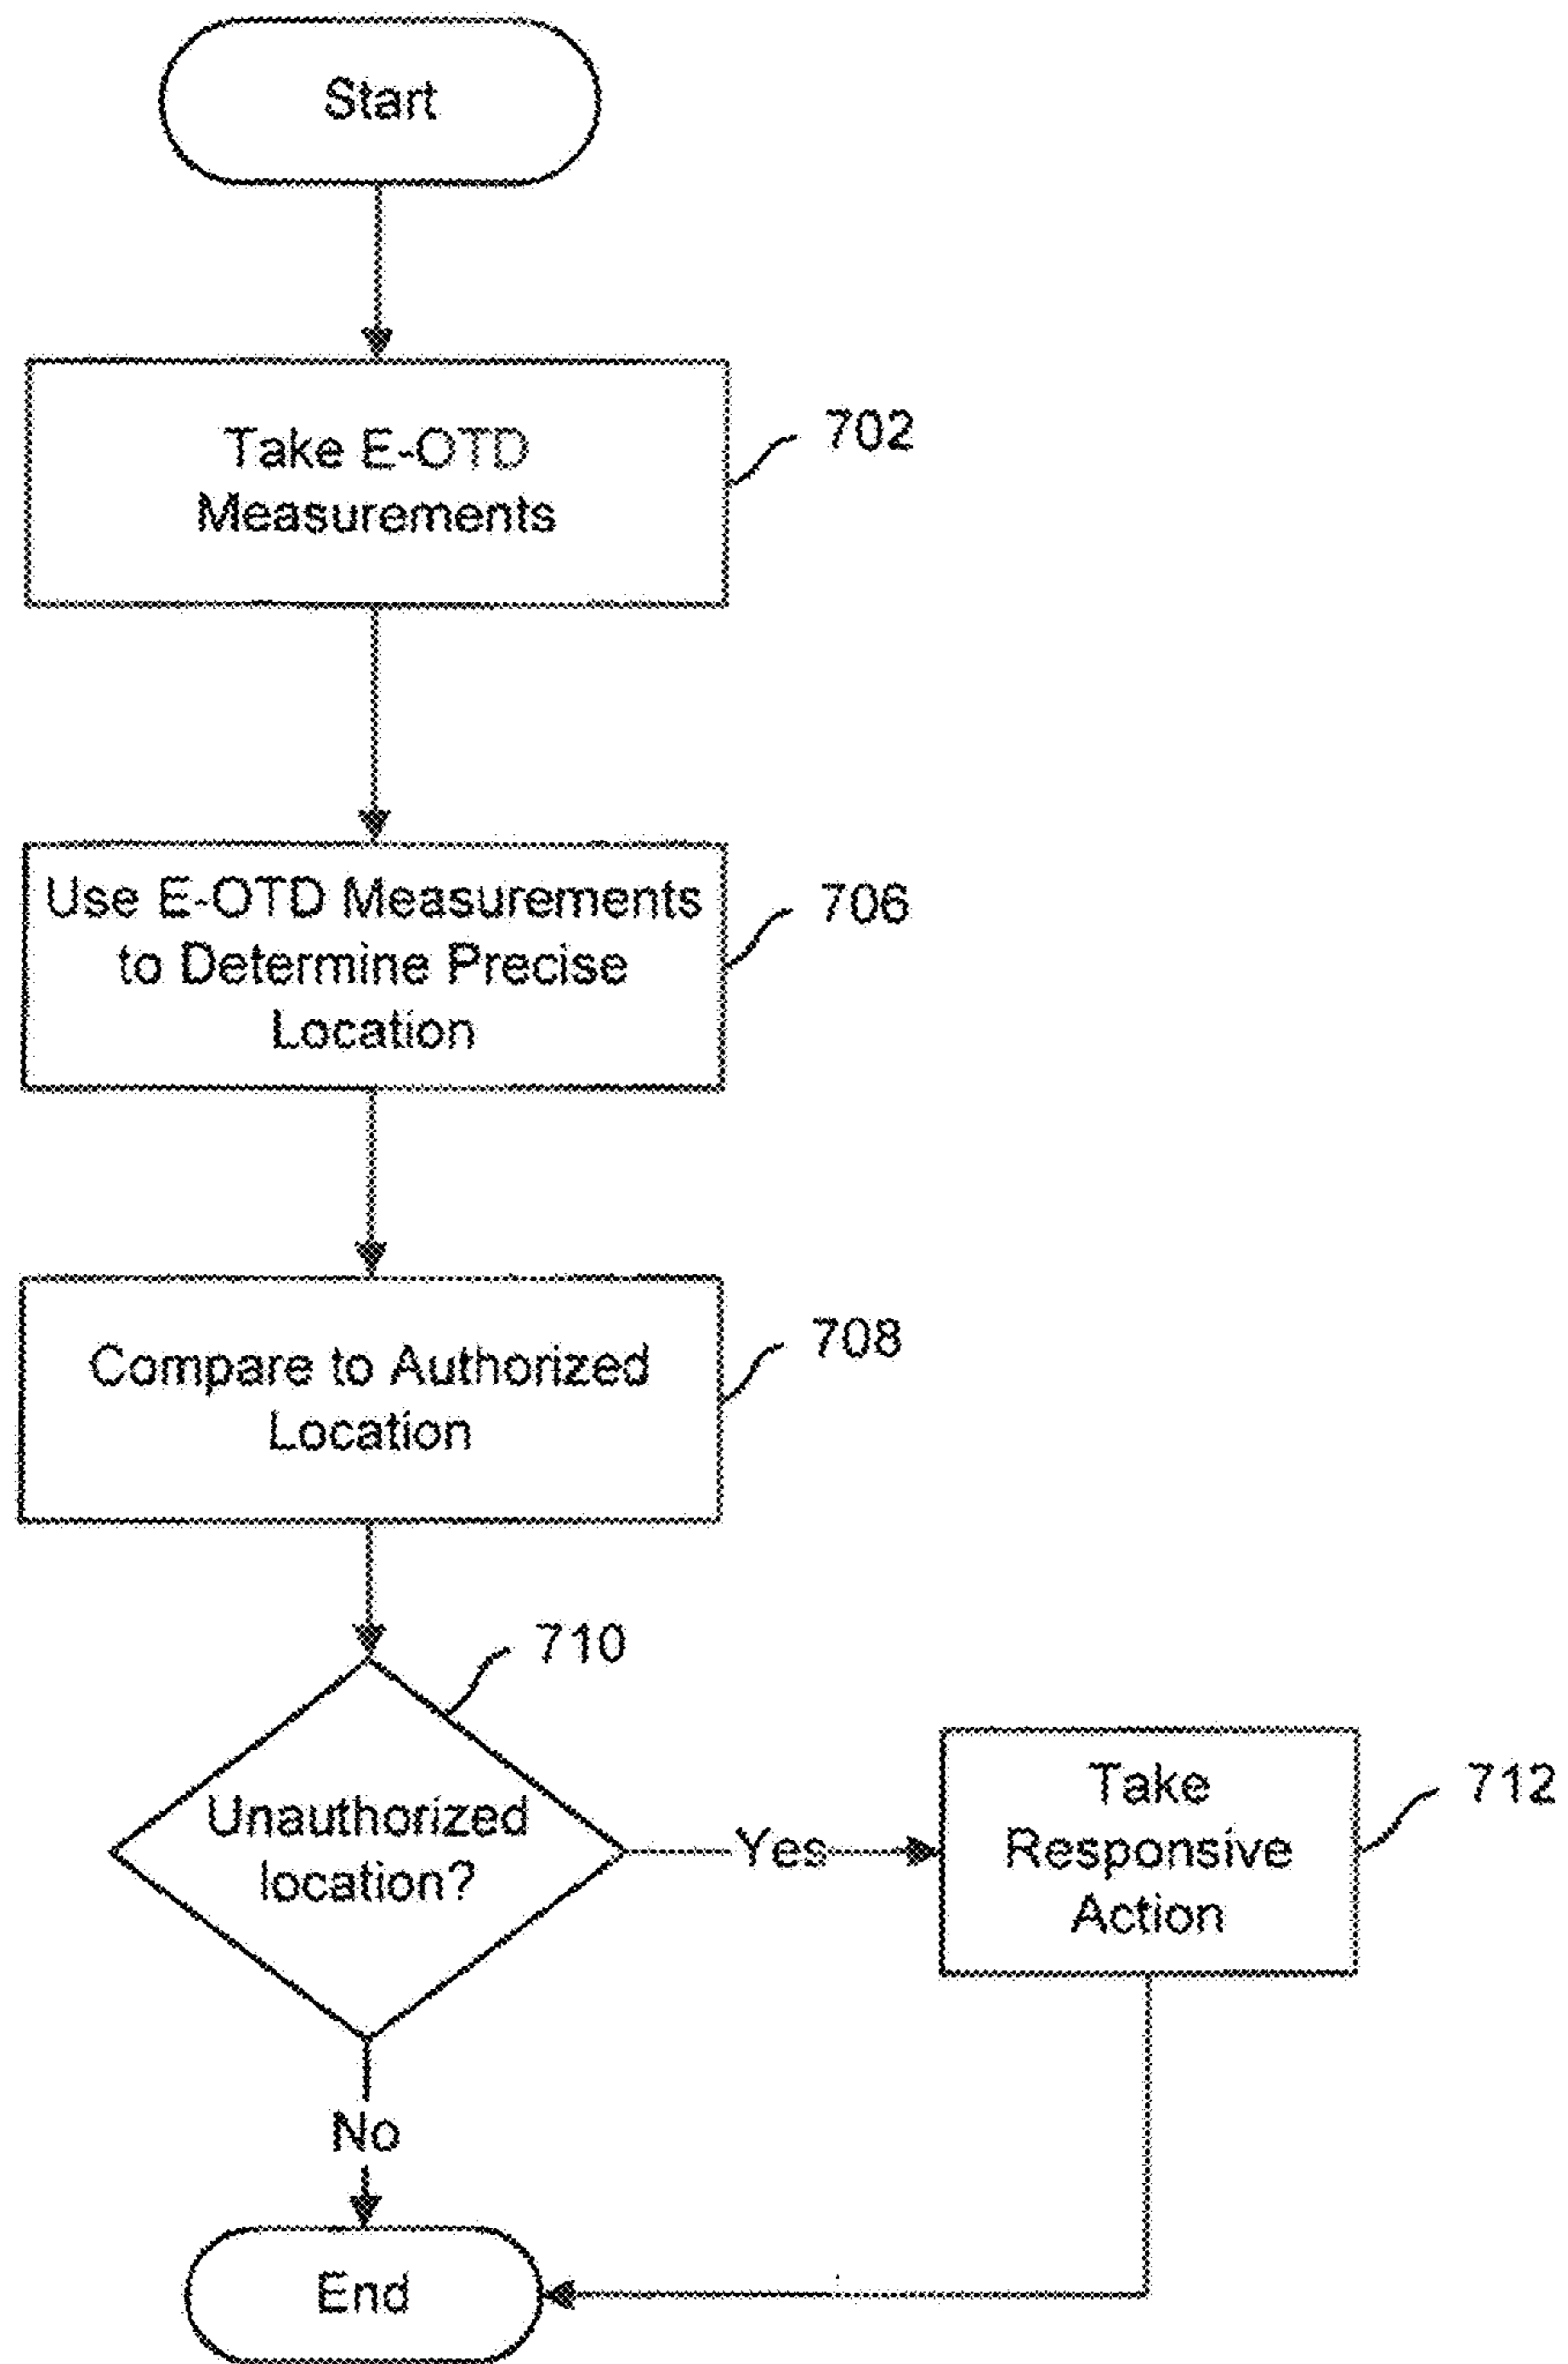 Start
Take E-OTD
Measurements
702
Use E-OTD Measurements
to Determine Precise
Location
706
Compare to Authorized
Location
708
710
Unauthorized
location?
Yes
Take
Responsive
Action
712
No
End